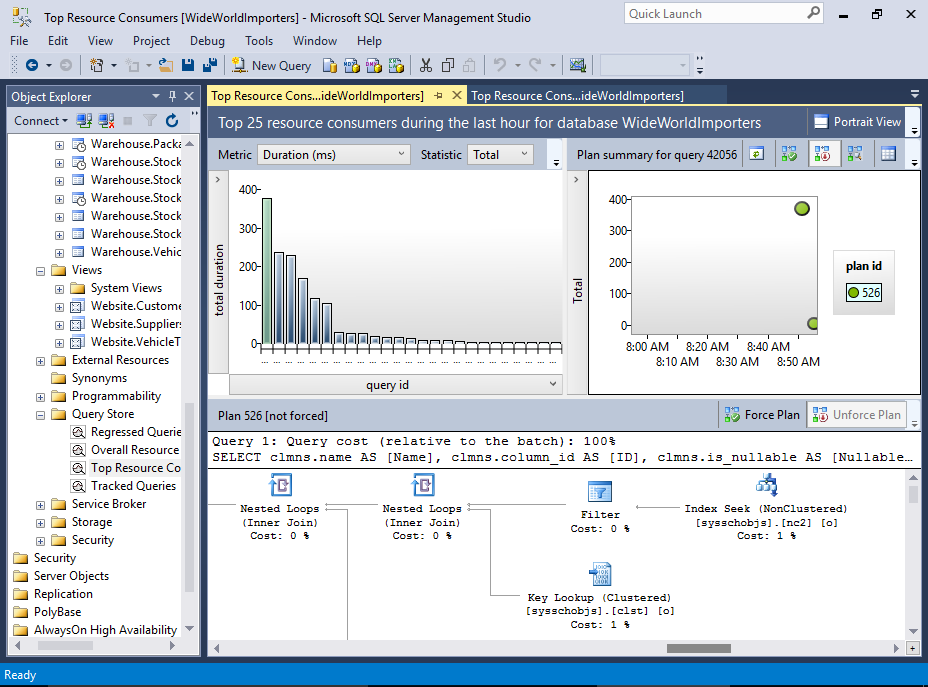 Top Resource Consumers [WideWorldImporters] - Microsoft SQL Server Management Studio
Quick Launch
File Edit View Project Debug Tools Window Help
New Query
Object Explorer
Connect
Warehouse.Packa
Warehouse.Stock
Warehouse.Stock
Warehouse.Stock
Warehouse.Stock
Warehouse.Stock
Warehouse.Vehic
Views
System Views
Website.Custome
Website.Suppliers
Website.VehicleT
External Resources
Synonyms
Programmability
Query Store
Regressed Querie
Overall Resource
Top Resource Co
Tracked Queries
Service Broker
Storage
Security
Security
Server Objects
Replication
PolyBase
AlwaysOn High Availability
Top Resource Cons...ideWorldImporters]
Top Resource Cons...ideWorldImporters]
Top 25 resource consumers during the last hour for database WideWorldImporters
Portrait View
Metric Duration (ms) Statistic Total
total duration
400
300
200
100
0
query id
Plan summary for query 42056
Total
400
300
200
100
0
8:00 AM 8:20 AM 8:40 AM
8:10 AM 8:30 AM 8:50 AM
plan id
526
Plan 526 [not forced]
Force Plan
Unforce Plan
Query 1: Query cost (relative to the batch): 100%
SELECT clmns.name AS [Name], clmns.column_id AS [ID], clmns.is_nullable AS [Nullable...
Nested Loops
(Inner Join)
Cost: 0 %
Nested Loops
(Inner Join)
Cost: 0 %
Filter
Cost: 0 %
Index Seek (NonClustered)
[sysschobjs].[nc2] [o]
Cost: 1 %
Key Lookup (Clustered)
[sysschobjs].[clst] [o]
Cost: 1 %
Ready